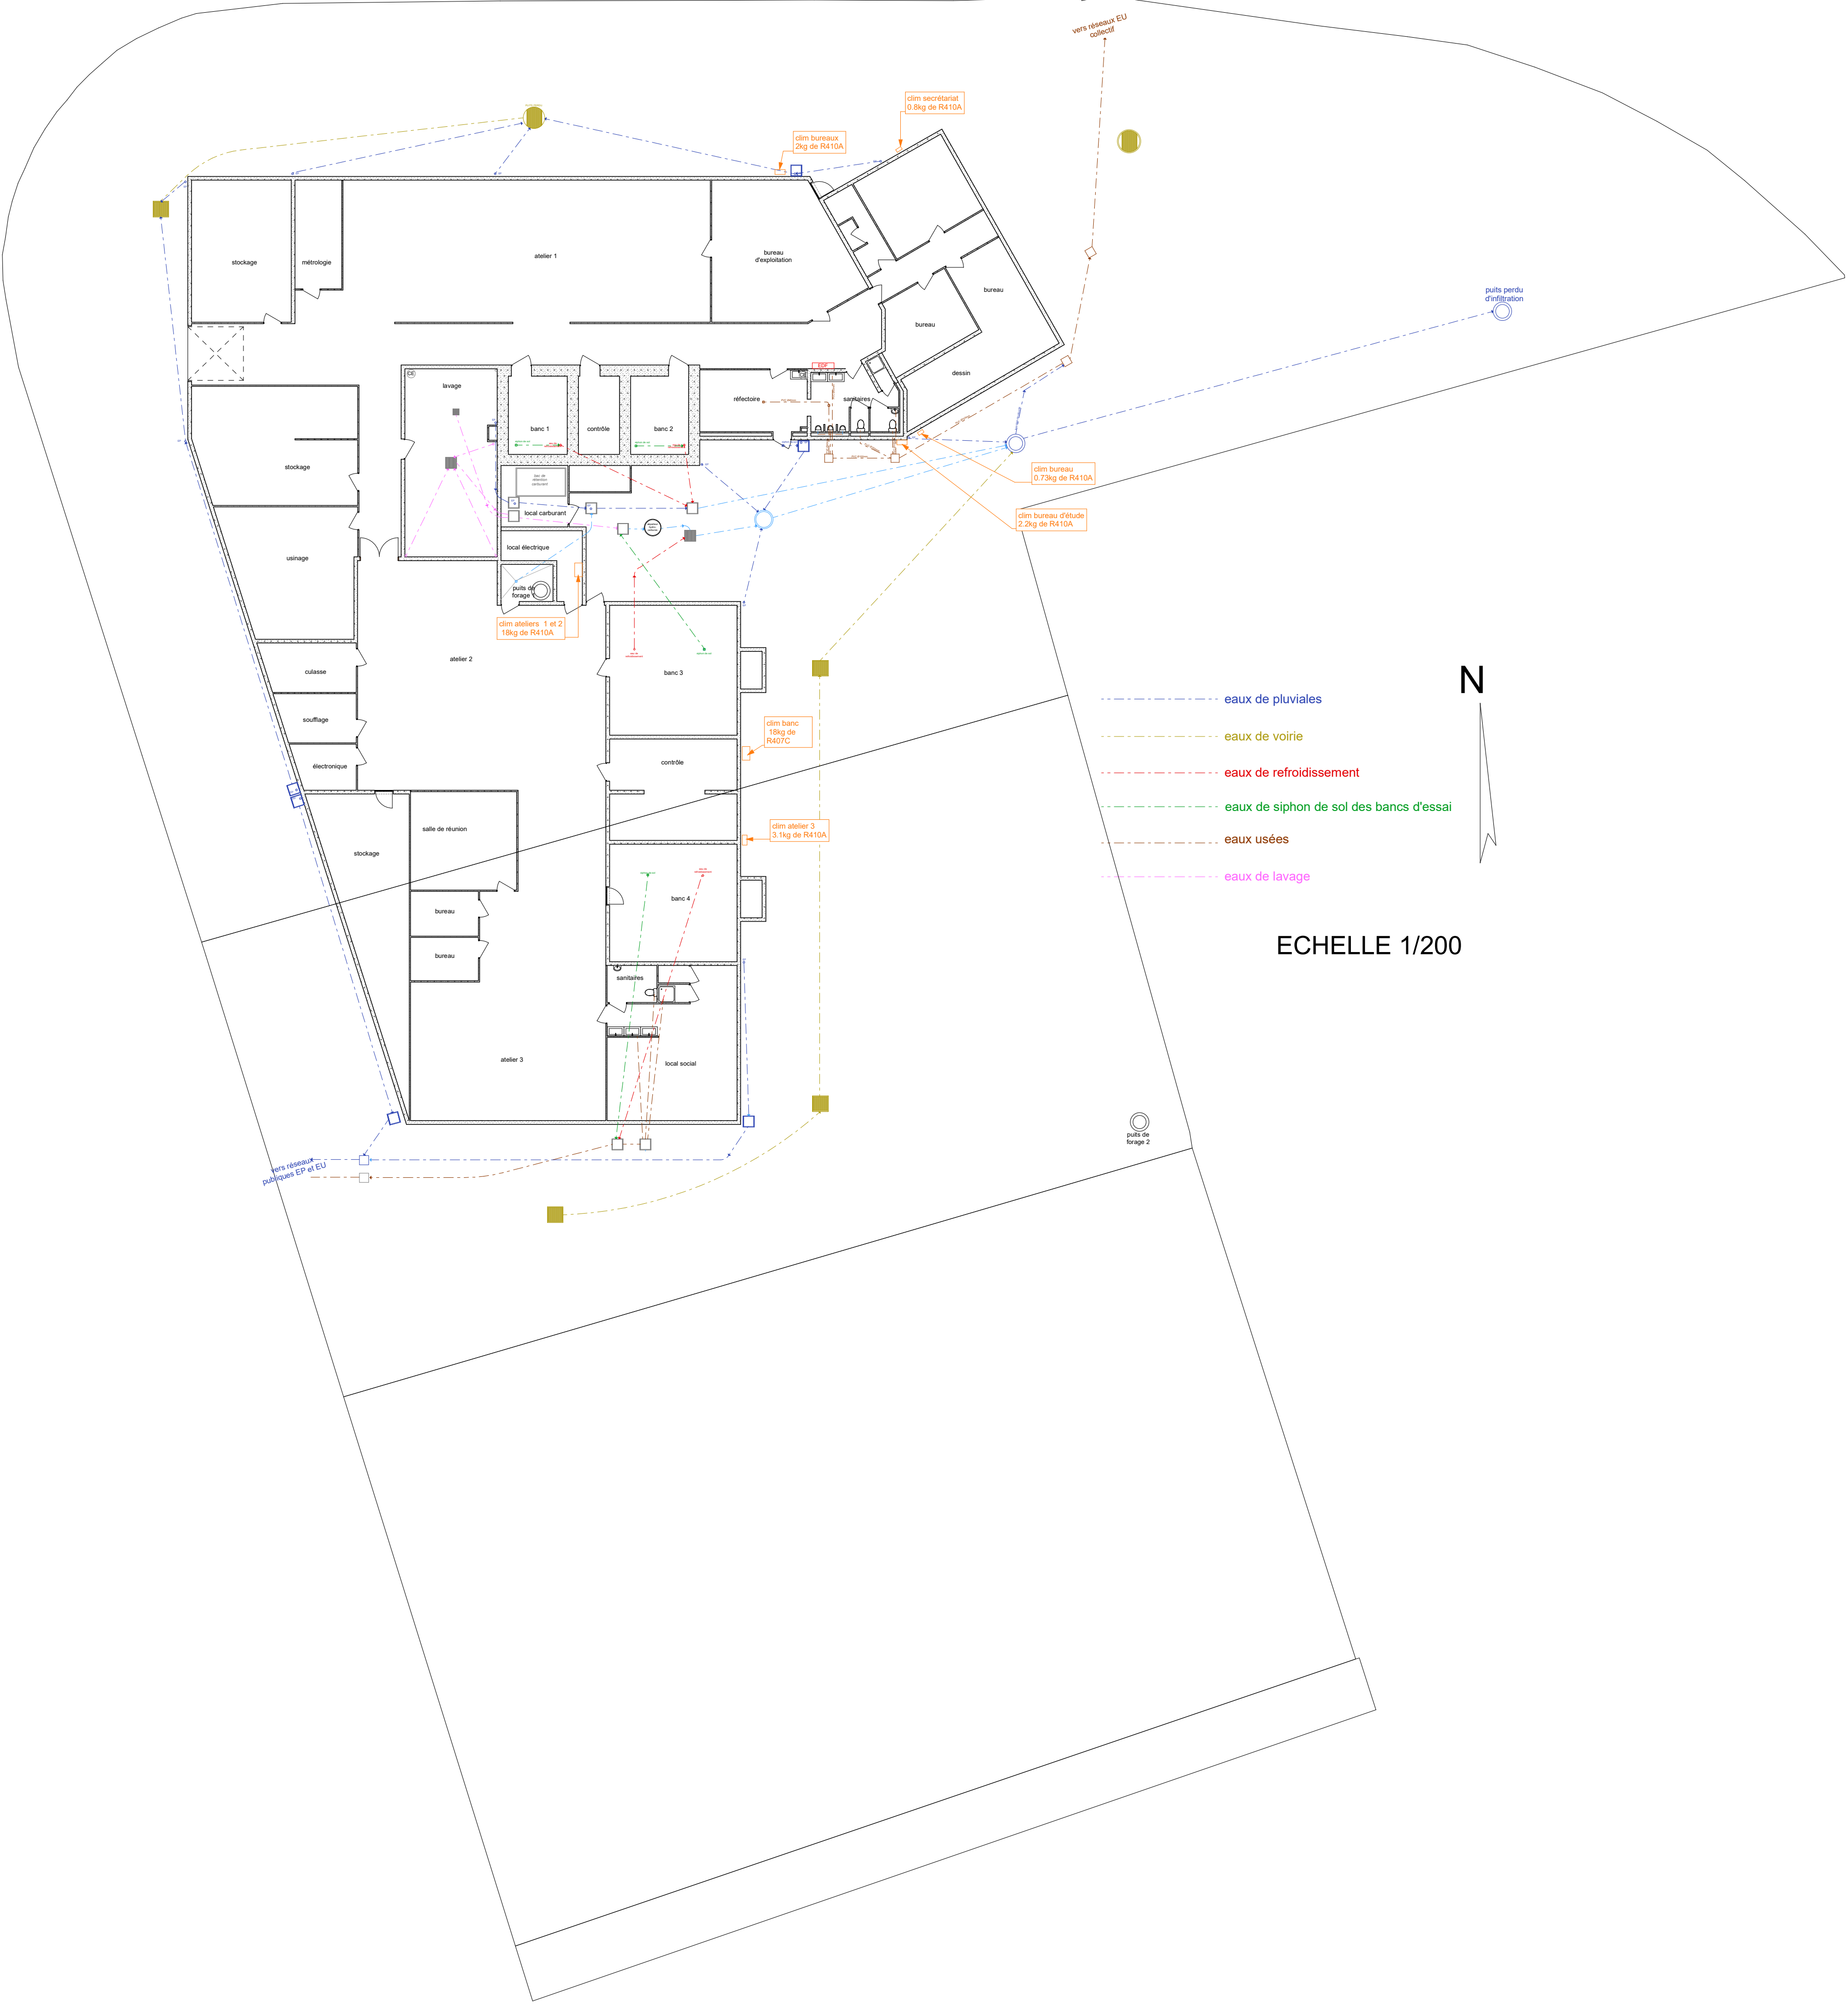 vers réseaux EU
collectif
clim secrétariat
0.8kg de R410A
clim bureaux
2kg de R410A
stockage
métrologie
atelier 1
bureau
d'exploitation
bureau
bureau
puits perdu
d'infiltration
CE
lavage
EDF
dessin
réfectoire
sanitaires
banc 1
contrôle
banc 2
stockage
clim bureau
0.73kg de R410A
bac de
rétention
carburant
local carburant
clim bureau d'étude
2.2kg de R410A
usinage
local électrique
puits de
forage 1
clim ateliers 1 et 2
18kg de R410A
atelier 2
culasse
banc 3
soufflage
électronique
clim banc
18kg de
R407C
contrôle
N
eaux de pluviales
eaux de voirie
eaux de refroidissement
eaux de siphon de sol des bancs d'essai
eaux usées
eaux de lavage
ECHELLE 1/200
salle de réunion
clim atelier 3
3.1kg de R410A
stockage
banc 4
bureau
bureau
sanitaires
atelier 3
local social
puits de
forage 2
vers réseaux
publiques EP et EU